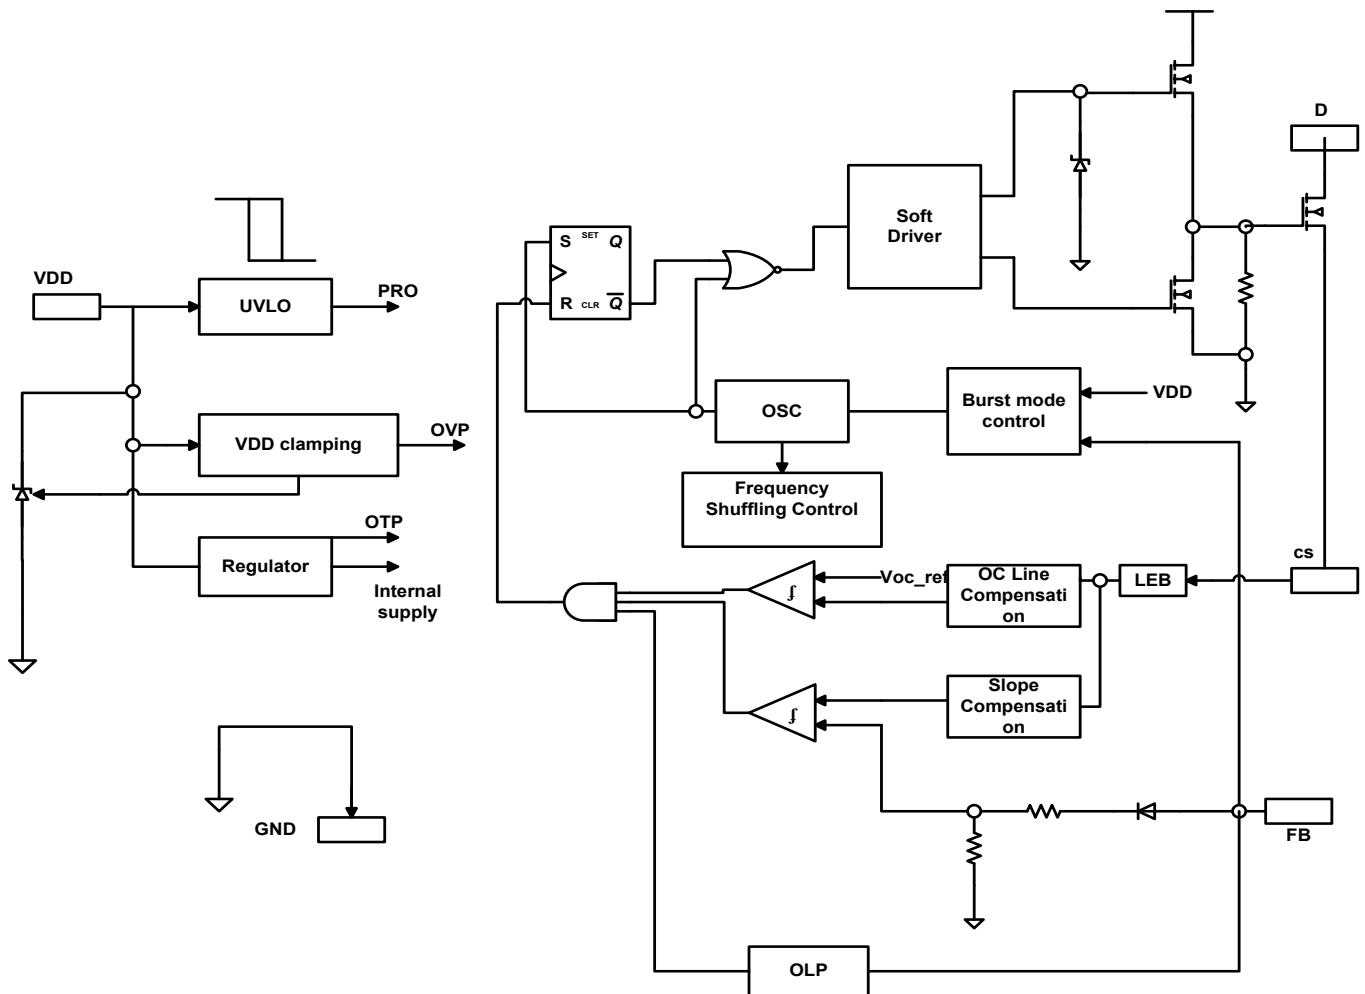 D
Soft
Driver
S SET Q
R CLR Q
VDD
UVLO
PRO
VDD clamping
OVP
OSC
Burst mode
control
VDD
Frequency
Shuffling Control
OTP
Regulator
Internal
supply
Voc_ref
OC Line
Compensati
on
LEB
cs
Slope
Compensati
on
GND
FB
OLP